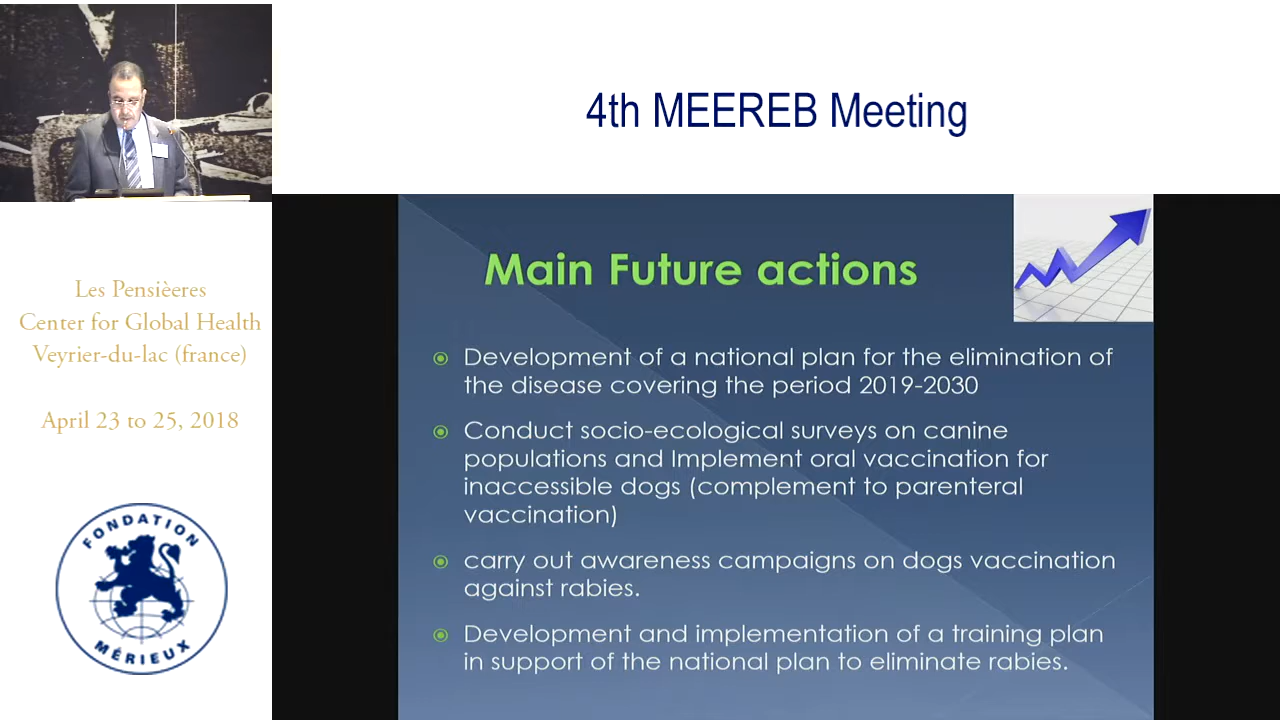 4th MEEREB Meeting
Les Pensièeres
Center for Global Health
Veyrier-du-lac (france)
April 23 to 25, 2018
FONDATION
MÉRIEUX
Main Future actions
Development of a national plan for the elimination of
the disease covering the period 2019-2030
Conduct socio-ecological surveys on canine
populations and Implement oral vaccination for
inaccessible dogs (complement to parenteral
vaccination)
carry out awareness campaigns on dogs vaccination
against rabies.
Development and implementation of a training plan
in support of the national plan to eliminate rabies.